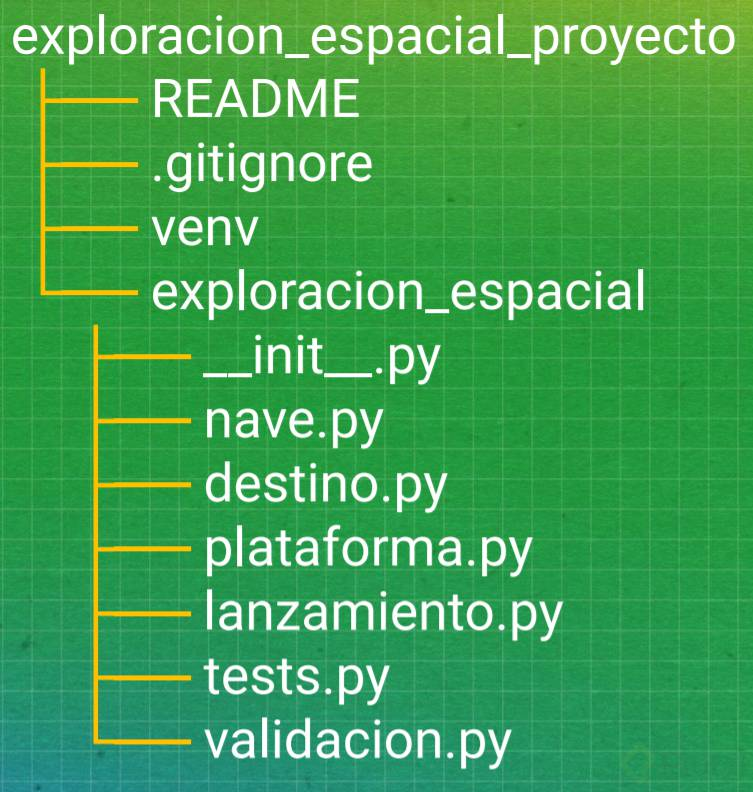 exploracion_espacial_proyecto
README
.gitignore
venv
exploracion_espacial
__init__.py
nave.py
destino.py
plataforma.py
lanzamiento.py
tests.py
validacion.py